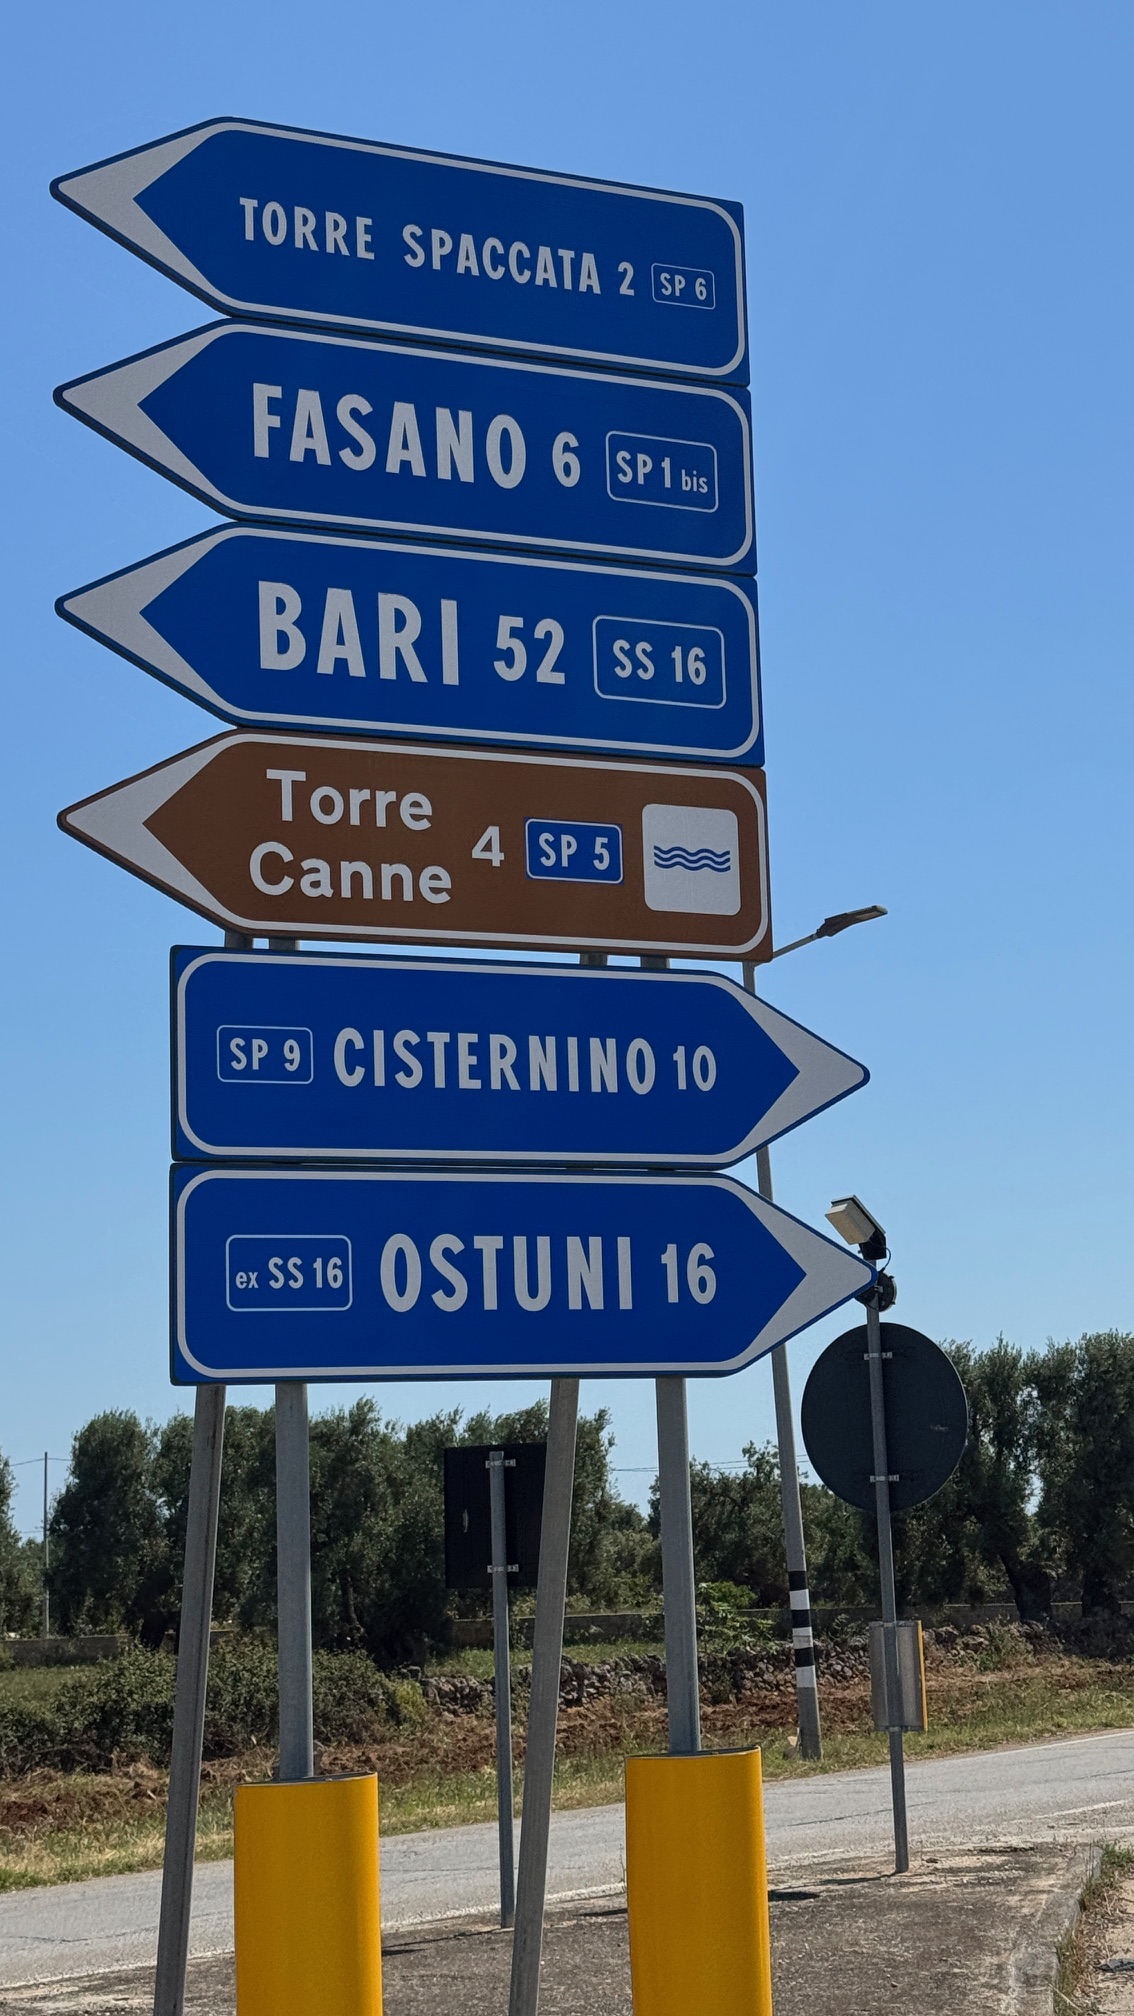 TORRE SPACCATA 2 SP 6
FASANO 6 SP 1 bis
BARI 52 SS 16
Torre
Canne 4 SP 5
SP 9 CISTERNINO 10
ex SS 16 OSTUNI 16